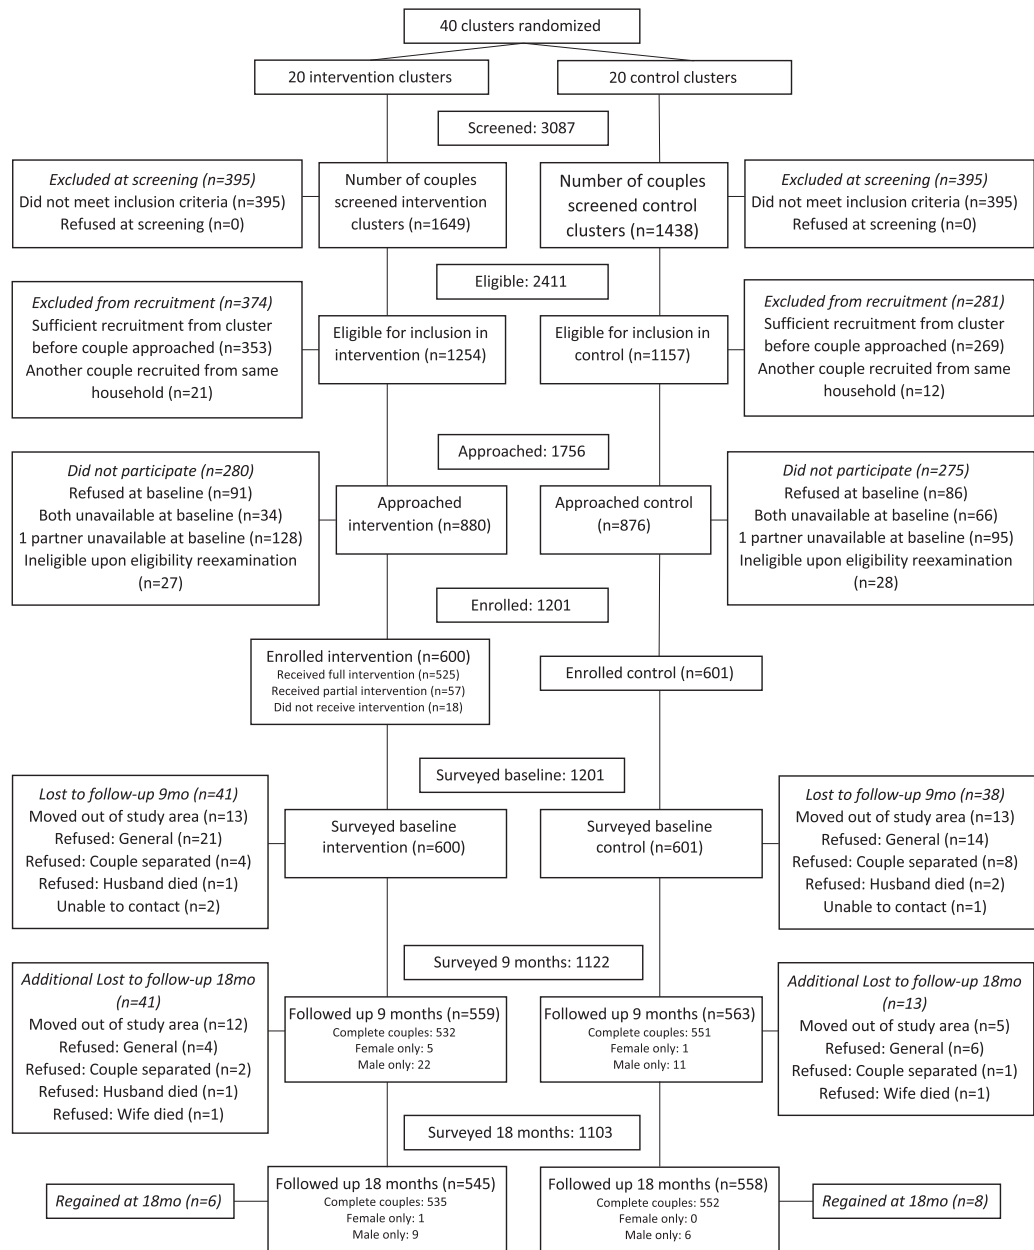 40 clusters randomized
20 intervention clusters
20 control clusters
Screened: 3087
Excluded at screening (n=395)
Did not meet inclusion criteria (n=395)
Refused at screening (n=0)
Number of couples
screened intervention
clusters (n=1649)
Number of couples
screened control
clusters (n=1438)
Excluded at screening (n=395)
Did not meet inclusion criteria (n=395)
Refused at screening (n=0)
Eligible: 2411
Excluded from recruitment (n=374)
Sufficient recruitment from cluster
before couple approached (n=353)
Another couple recruited from same
household (n=21)
Eligible for inclusion in
intervention (n=1254)
Eligible for inclusion in
control (n=1157)
Excluded from recruitment (n=281)
Sufficient recruitment from cluster
before couple approached (n=269)
Another couple recruited from same
household (n=12)
Approached: 1756
Did not participate (n=280)
Refused at baseline (n=91)
Both unavailable at baseline (n=34)
1 partner unavailable at baseline (n=128)
Ineligible upon eligibility reexamination
(n=27)
Approached
intervention (n=880)
Approached control
(n=876)
Did not participate (n=275)
Refused at baseline (n=86)
Both unavailable at baseline (n=66)
1 partner unavailable at baseline (n=95)
Ineligible upon eligibility reexamination
(n=28)
Enrolled: 1201
Enrolled intervention (n=600)
Received full intervention (n=525)
Received partial intervention (n=57)
Did not receive intervention (n=18)
Enrolled control (n=601)
Surveyed baseline: 1201
Lost to follow-up 9mo (n=41)
Moved out of study area (n=13)
Refused: General (n=21)
Refused: Couple separated (n=4)
Refused: Husband died (n=1)
Unable to contact (n=2)
Surveyed baseline
intervention (n=600)
Surveyed baseline
control (n=601)
Lost to follow-up 9mo (n=38)
Moved out of study area (n=13)
Refused: General (n=14)
Refused: Couple separated (n=8)
Refused: Husband died (n=2)
Unable to contact (n=1)
Surveyed 9 months: 1122
Additional Lost to follow-up 18mo
(n=41)
Moved out of study area (n=12)
Refused: General (n=4)
Refused: Couple separated (n=2)
Refused: Husband died (n=1)
Refused: Wife died (n=1)
Followed up 9 months (n=559)
Complete couples: 532
Female only: 5
Male only: 22
Followed up 9 months (n=563)
Complete couples: 551
Female only: 1
Male only: 11
Additional Lost to follow-up 18mo
(n=13)
Moved out of study area (n=5)
Refused: General (n=6)
Refused: Couple separated (n=1)
Refused: Wife died (n=1)
Surveyed 18 months: 1103
Regained at 18mo (n=6)
Followed up 18 months (n=545)
Complete couples: 535
Female only: 1
Male only: 9
Followed up 18 months (n=558)
Complete couples: 552
Female only: 0
Male only: 6
Regained at 18mo (n=8)